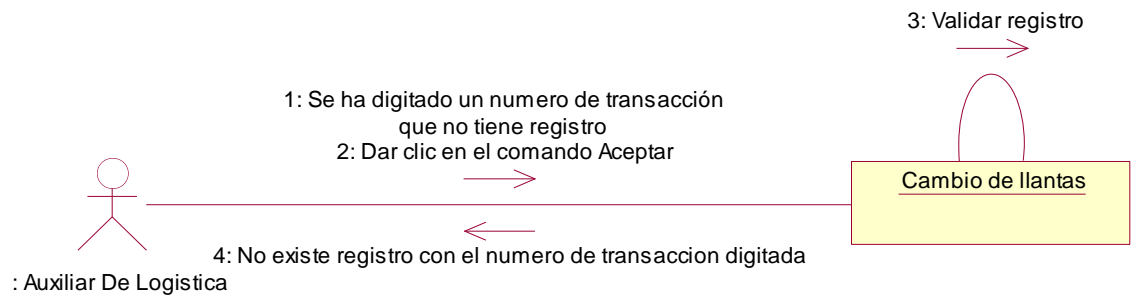 3: Validar registro
1: Se ha digitado un numero de transacción
que no tiene registro
2: Dar clic en el comando Aceptar
Cambio de llantas
4: No existe registro con el numero de transaccion digitada
: Auxiliar De Logistica